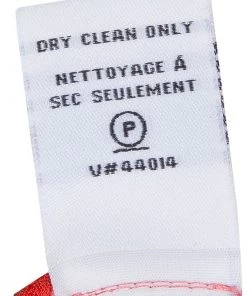 DRY CLEAN ONLY
NETTOYAGE Á
SEC SEULEMENT
P
V#44014